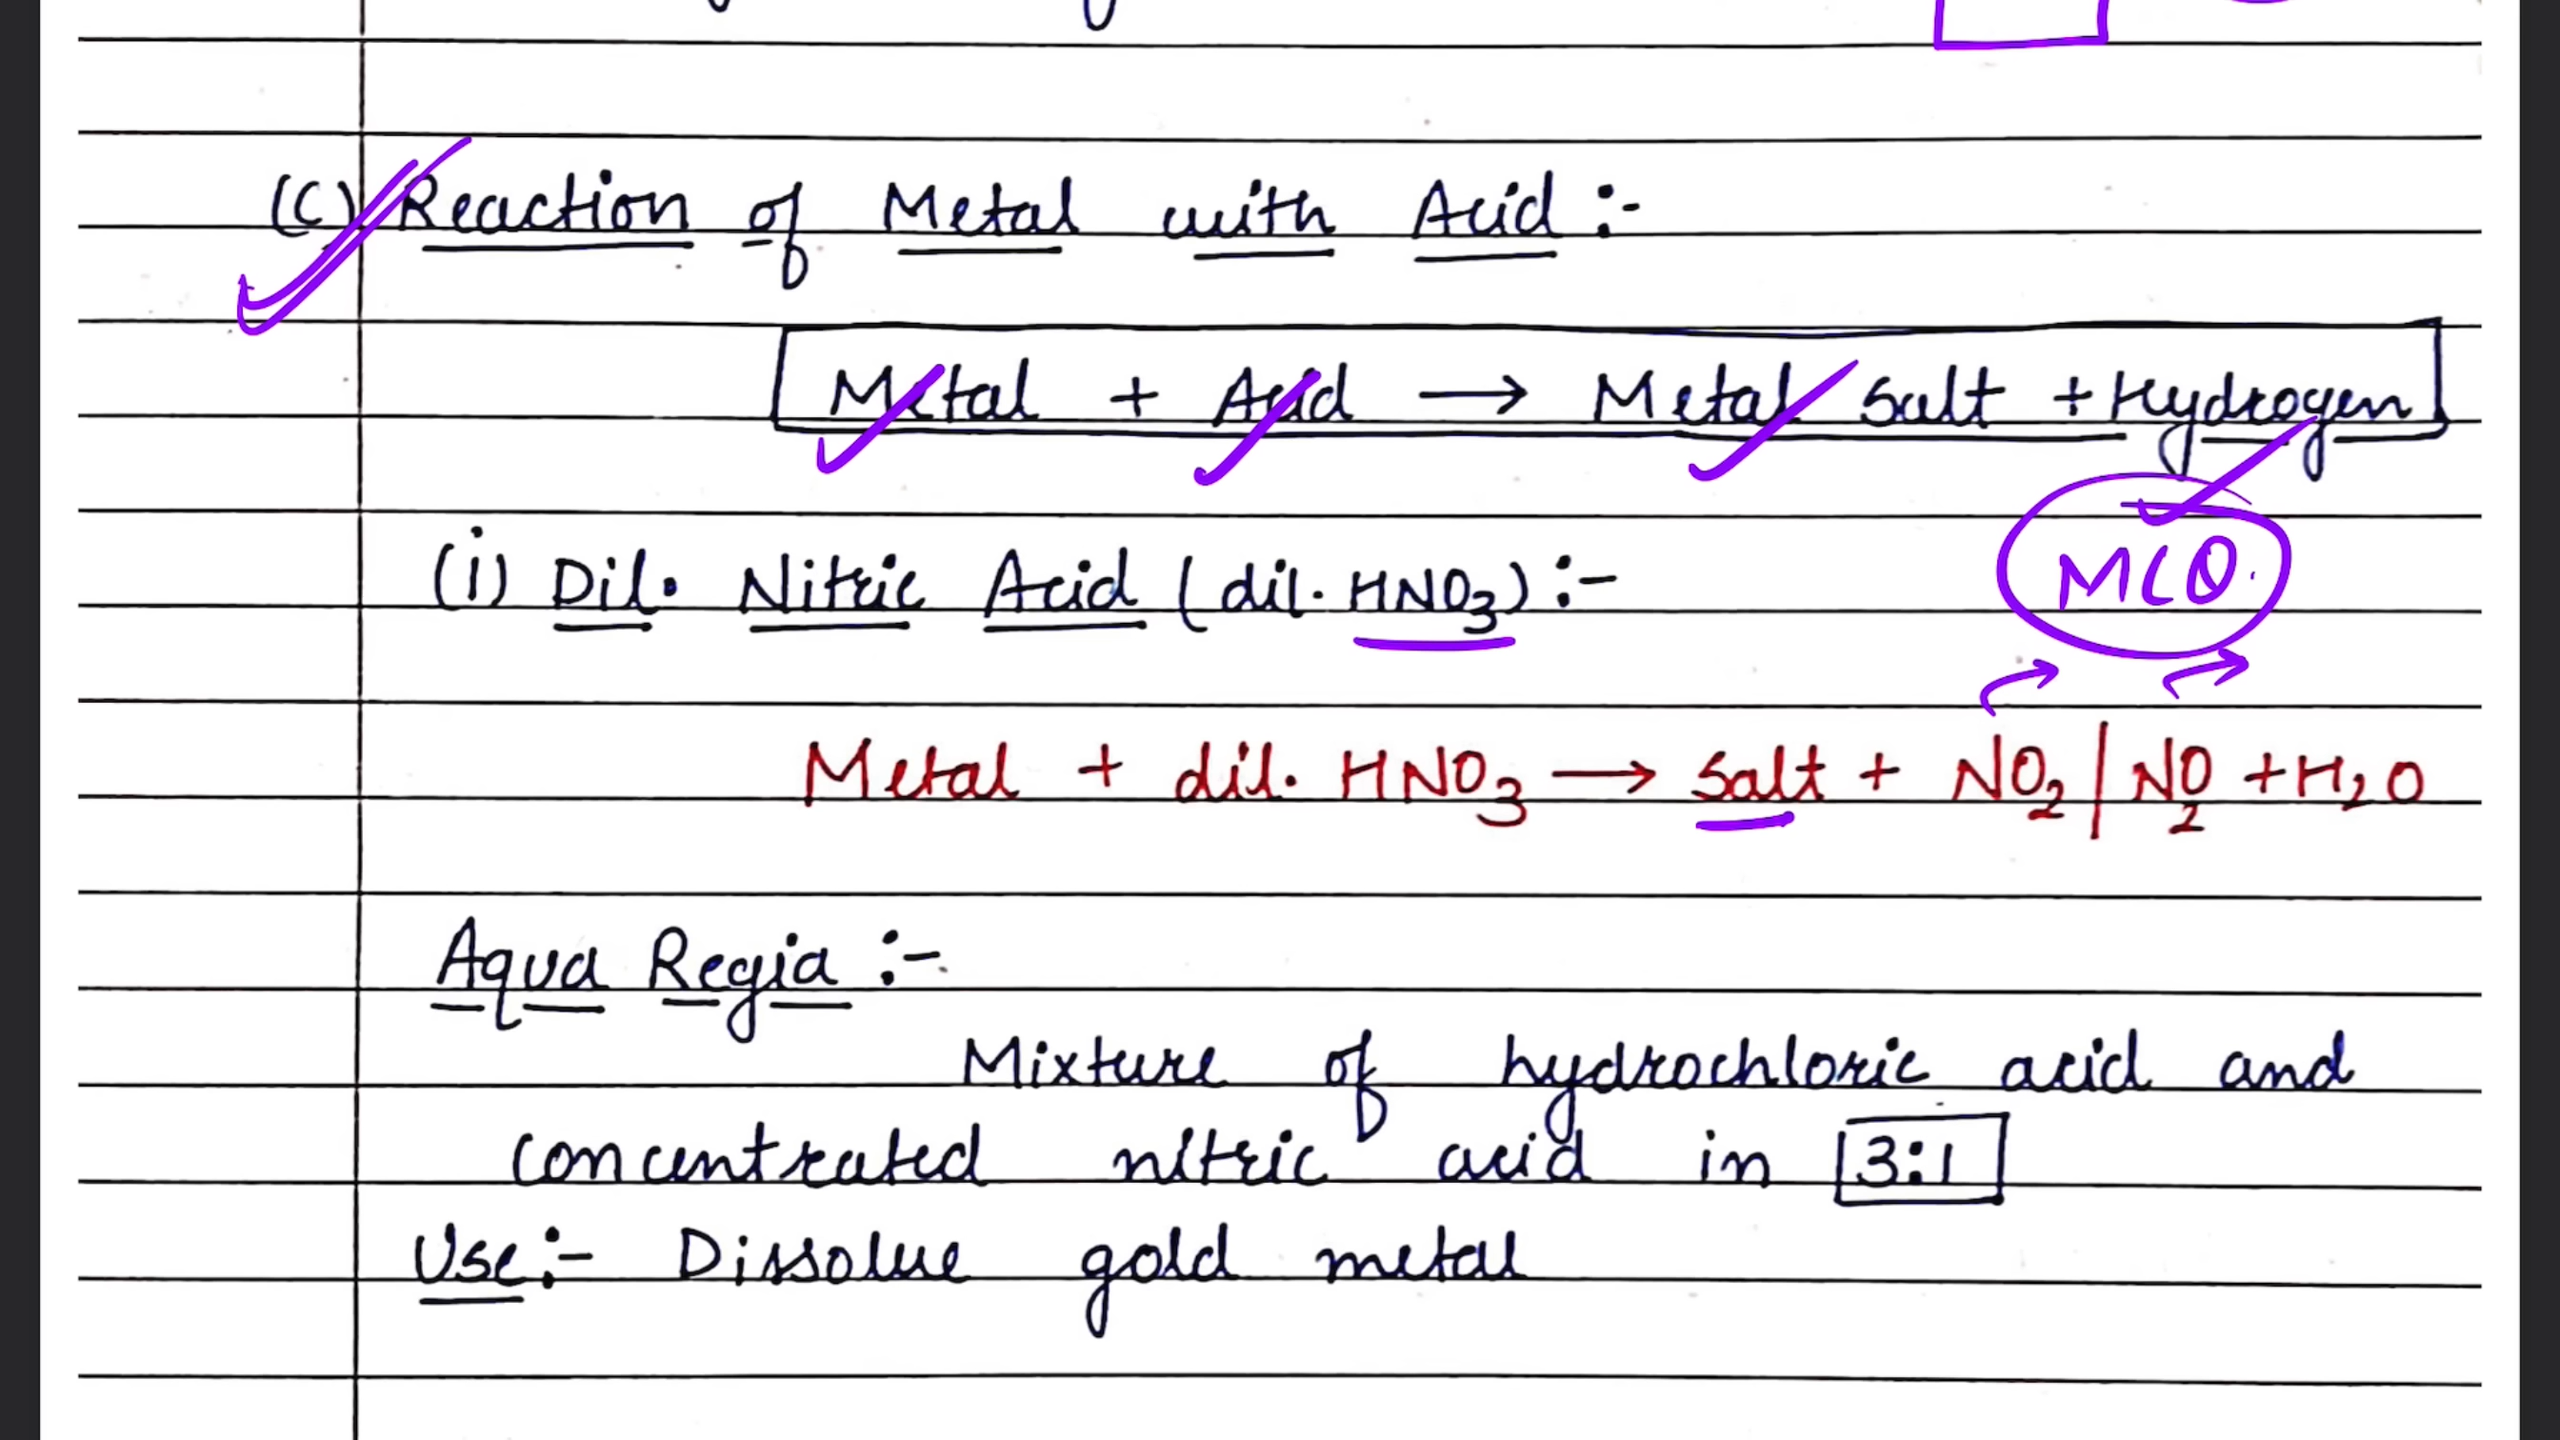 (C) Reaction of Metal with Acid :-
Metal + Acid → Metal Salt + Hydrogen
(i) Dil. Nitric Acid (dil. HNO₃) :-
MCQ.
Metal + dil. HNO₃ → Salt + NO₂ / NO₂ + H₂O
Aqua Regia :-
Mixture of hydrochloric acid and
concentrated nitric acid in 3:1
Use :- Dissolve gold metal